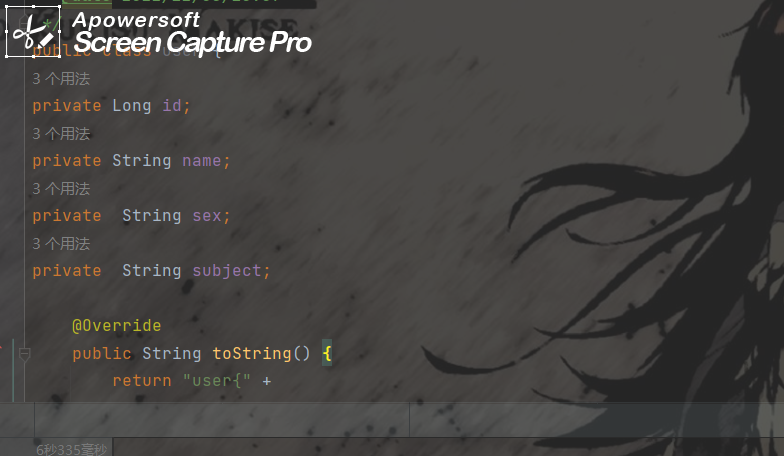 Apowersoft
Screen Capture Pro
public class user {
3 个用法
private Long id;
3 个用法
private String name;
3 个用法
private  String sex;
3 个用法
private  String subject;
@Override
public String toString() {
return "user{" +
6秒335毫秒